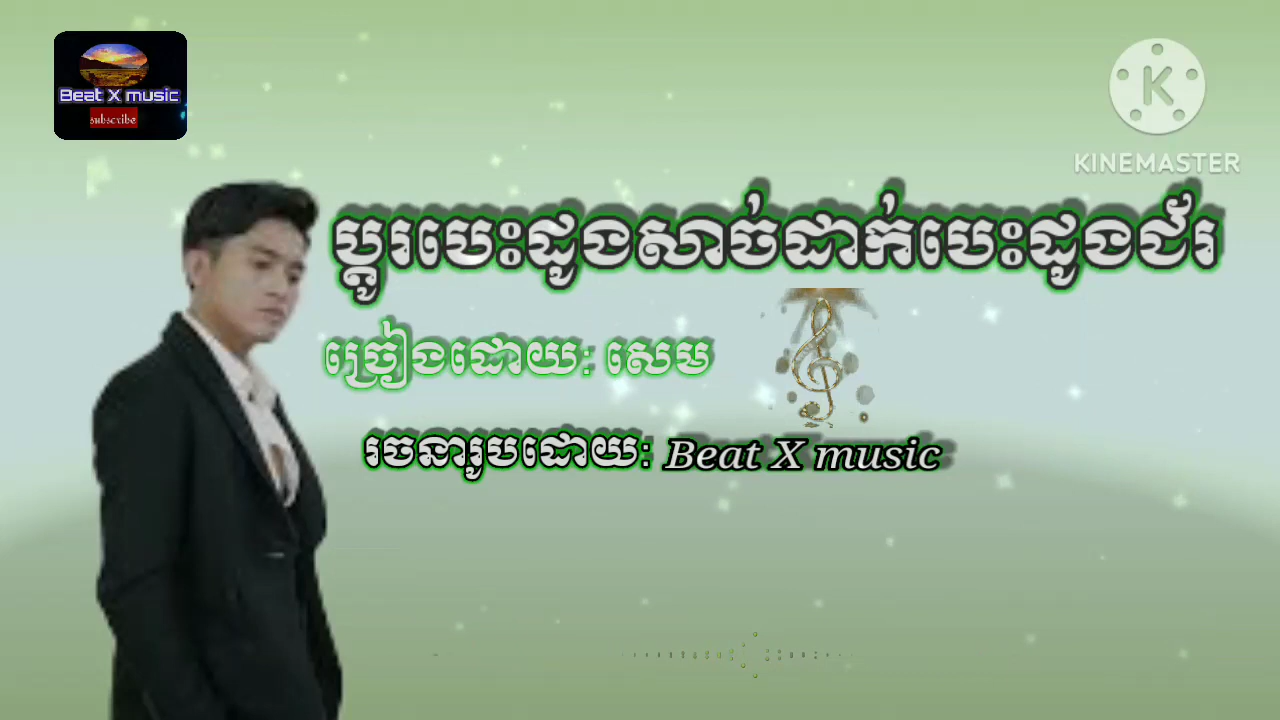 Beat X music
subscribe
K
KINEMASTER
ប្ដូរបេះដូងសាច់ដាក់បេះដូងជ័រ
ច្រៀងដោយ: សេម
រចនារូបដោយ: Beat X music